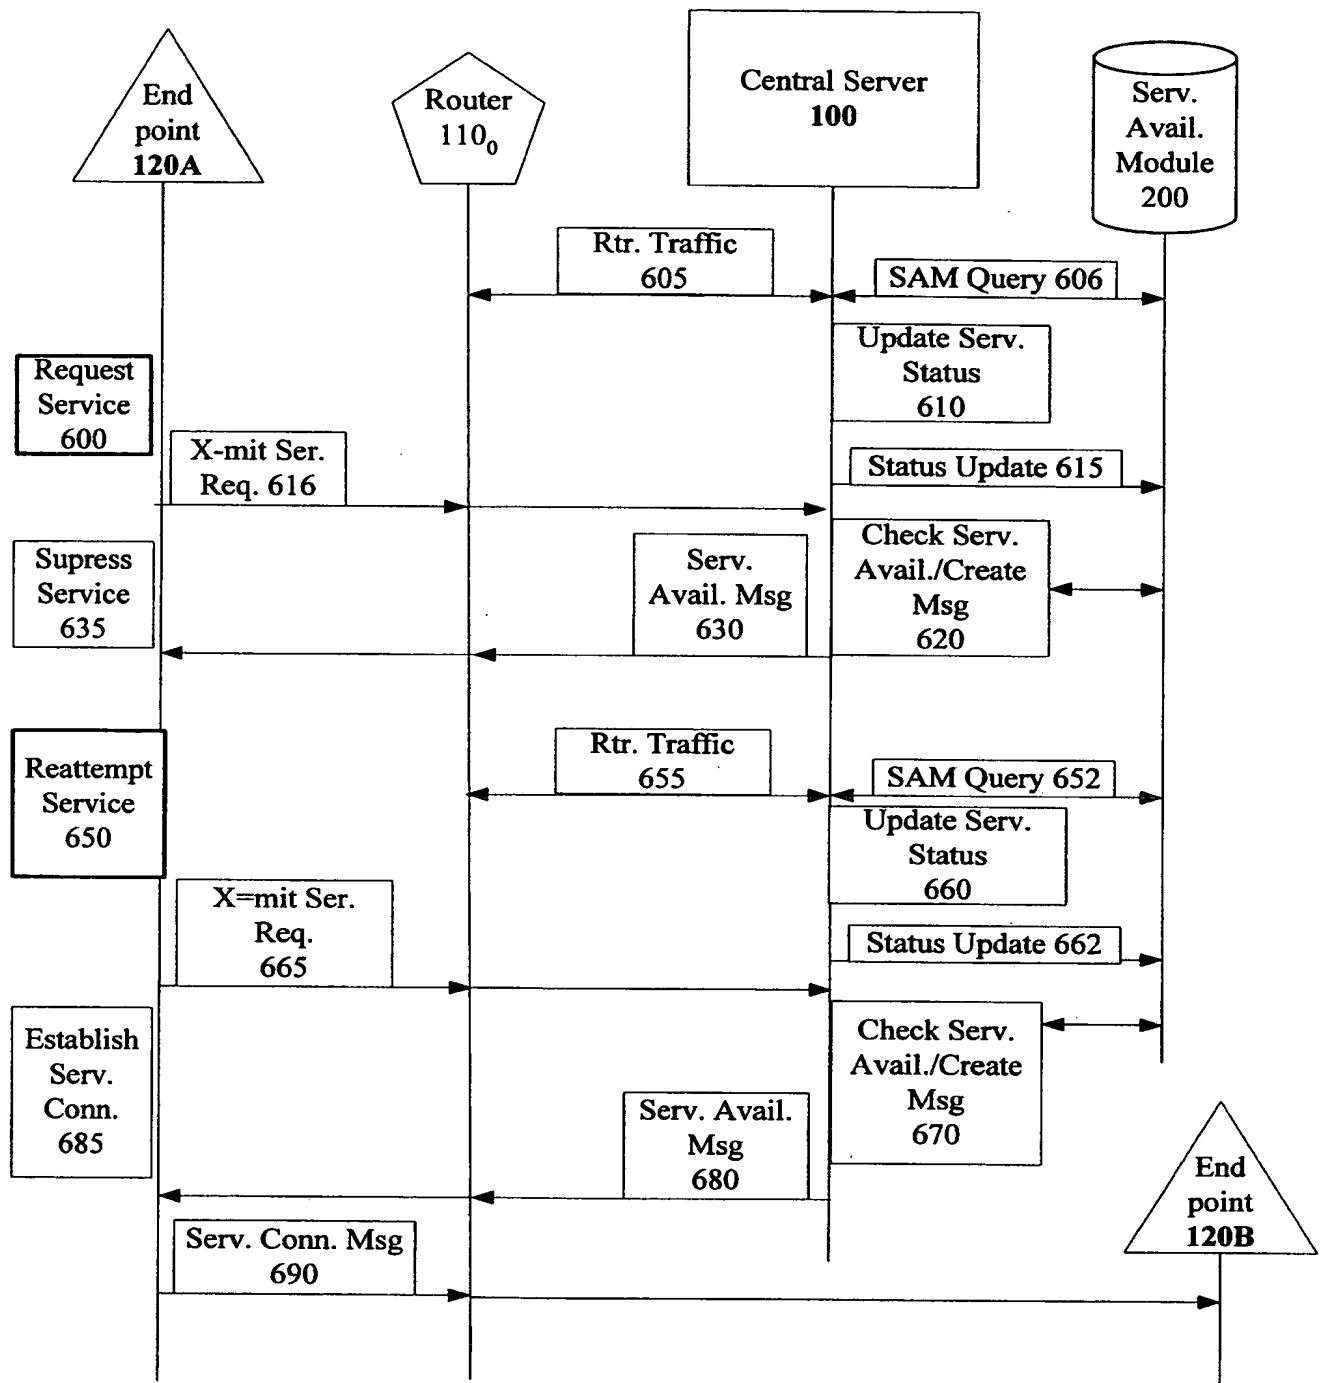 End
point
120A
Router
110₀
Central Server
100
Serv.
Avail.
Module
200
Rtr. Traffic
605
SAM Query 606
Update Serv.
Status
610
Request
Service
600
X-mit Ser.
Req. 616
Status Update 615
Supress
Service
635
Serv.
Avail. Msg
630
Check Serv.
Avail./Create
Msg
620
Rtr. Traffic
655
SAM Query 652
Reattempt
Service
650
Update Serv.
Status
660
X=mit Ser.
Req.
665
Status Update 662
Establish
Serv.
Conn.
685
Check Serv.
Avail./Create
Msg
670
Serv. Avail.
Msg
680
End
point
120B
Serv. Conn. Msg
690